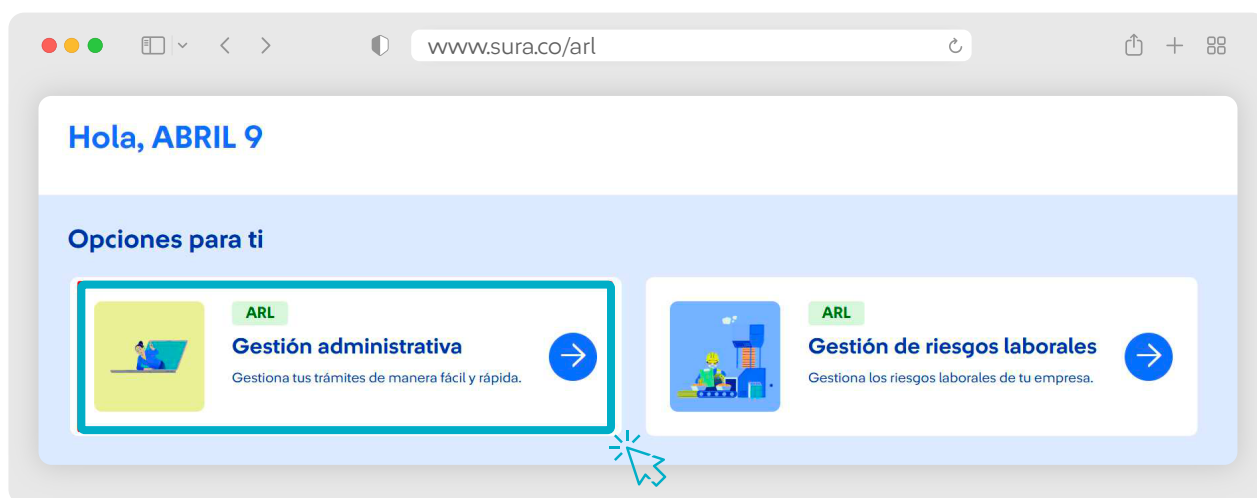 www.sura.co/arl
Hola, ABRIL 9
Opciones para ti
ARL
Gestión administrativa
Gestiona tus trámites de manera fácil y rápida.
ARL
Gestión de riesgos laborales
Gestiona los riesgos laborales de tu empresa.